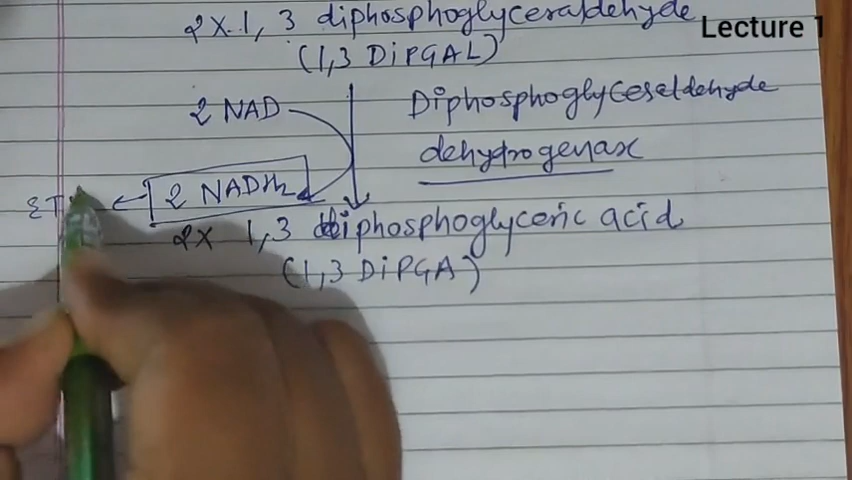 2X 1, 3 diphosphoglyceraldehyde
Lecture 1
(1,3 DiPGAL)
2 NAD
Diphosphoglyceraldehyde
dehydrogenase
2 NADH₂
2X 1,3 diphosphoglyceric acid
(1,3 DiPGA)